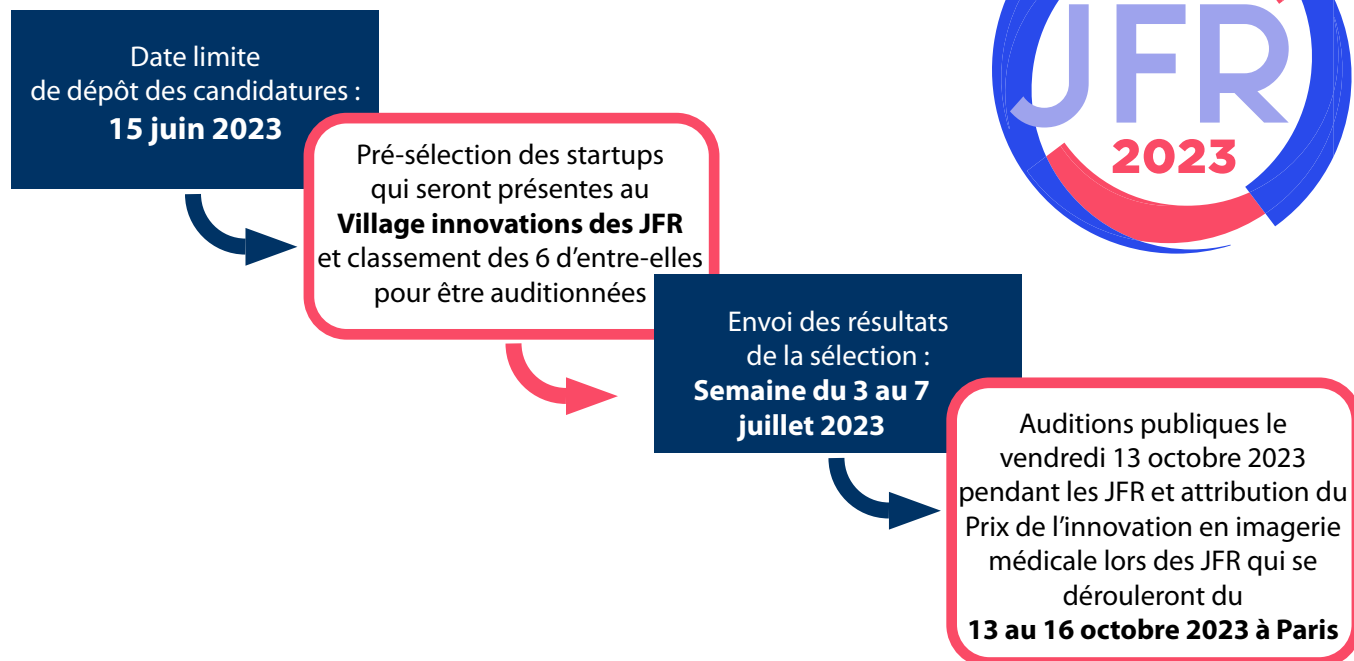 JFR
2023
Date limite
de dépôt des candidatures :
15 juin 2023
Pré-sélection des startups
qui seront présentes au
Village innovations des JFR
et classement des 6 d'entre-elles
pour être auditionnées
Envoi des résultats
de la sélection :
Semaine du 3 au 7
juillet 2023
Auditions publiques le
vendredi 13 octobre 2023
pendant les JFR et attribution du
Prix de l'innovation en imagerie
médicale lors des JFR qui se
dérouleront du
13 au 16 octobre 2023 à Paris